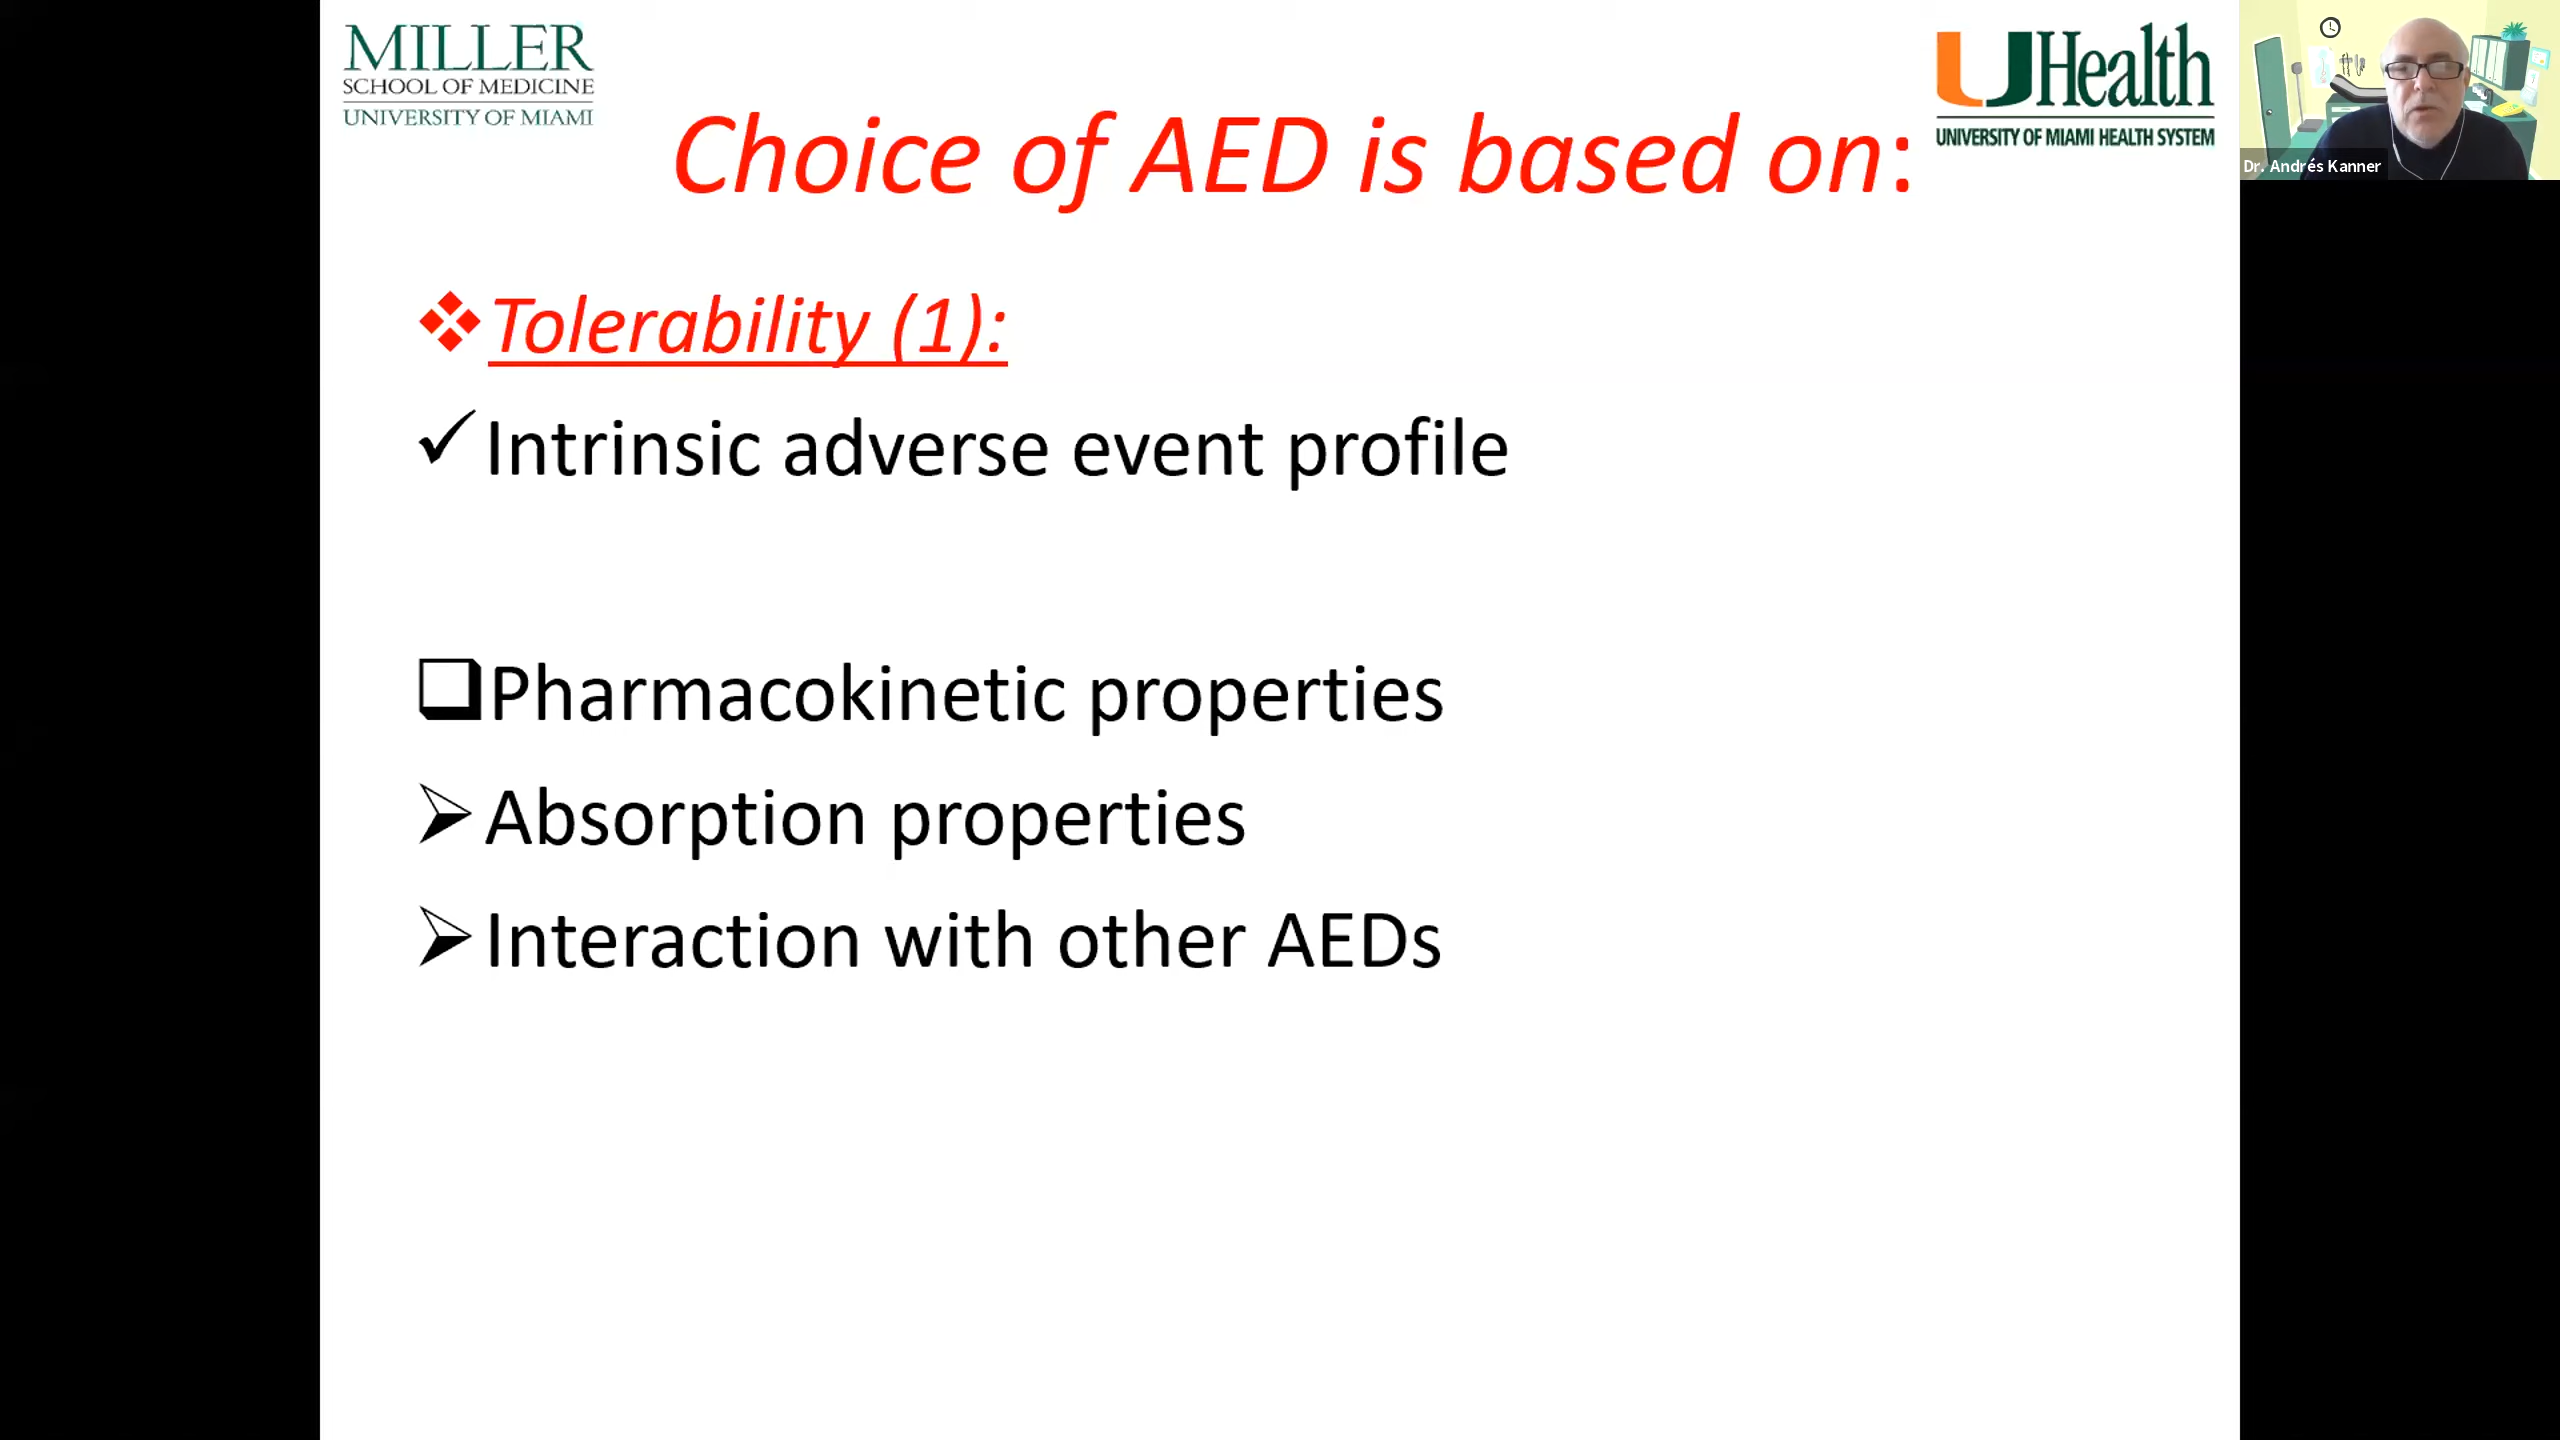 MILLER
SCHOOL OF MEDICINE
UNIVERSITY OF MIAMI
UHealth
UNIVERSITY OF MIAMI HEALTH SYSTEM
Dr. Andrés Kanner
Choice of AED is based on:
Tolerability (1):
Intrinsic adverse event profile
Pharmacokinetic properties
Absorption properties
Interaction with other AEDs